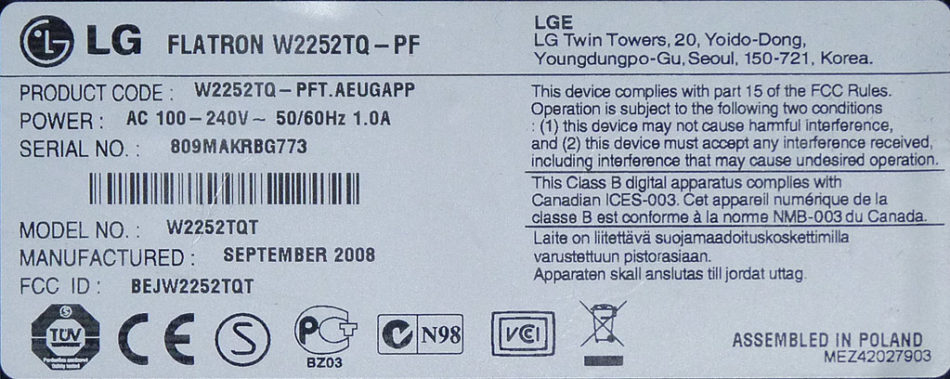 LG FLATRON W2252TQ-PF
LGE
LG Twin Towers, 20, Yoido-Dong,
Youngdungpo-Gu, Seoul, 150-721, Korea.
PRODUCT CODE : W2252TQ-PFT.AEUGAPP
POWER : AC 100-240V~ 50/60Hz 1.0A
SERIAL NO. : 809MAKRBG773
MODEL NO. : W2252TQT
MANUFACTURED : SEPTEMBER 2008
FCC ID : BEJW2252TQT
This device complies with part 15 of the FCC Rules.
Operation is subject to the following two conditions
: (1) this device may not cause harmful interference,
and (2) this device must accept any interference received,
including interference that may cause undesired operation.
This Class B digital apparatus complies with
Canadian ICES-003. Cet appareil numérique de la
classe B est conforme à la norme NMB-003 du Canada.
Laite on liitettävä suojamaadoituskoskettimilla
varustettuun pistorasiaan.
Apparaten skall anslutas till jordat uttag.
TÜV
CE
S
PCT
BZ03
N98
VCI
ASSEMBLED IN POLAND
MEZ42027903